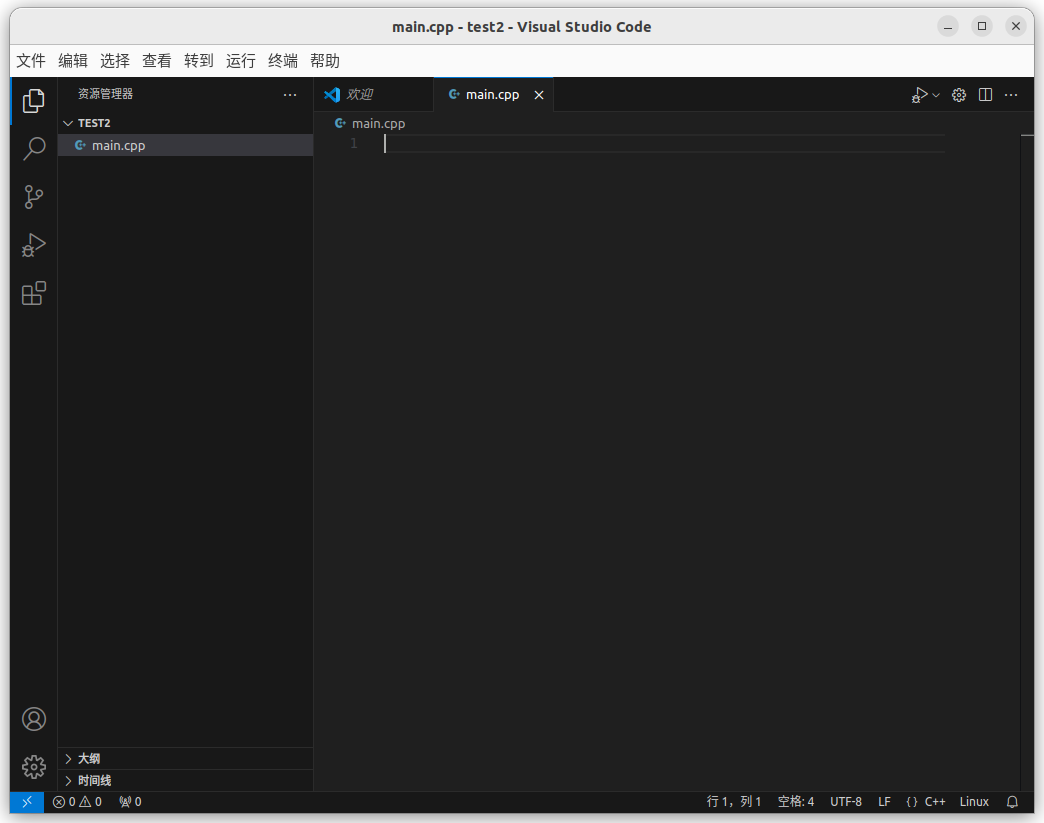 main.cpp - test2 - Visual Studio Code
文件 编辑 选择 查看 转到 运行 终端 帮助
资源管理器
TEST2
main.cpp
欢迎
main.cpp
main.cpp
1
大纲
时间线
0 0 0
行 1，列 1 空格: 4 UTF-8 LF {} C++ Linux